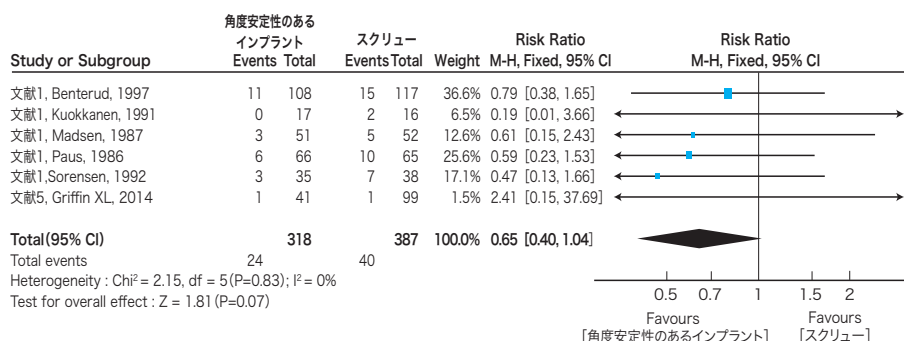 角度安定性のある
インプラント スクリュー Risk Ratio Risk Ratio
Study or Subgroup Events Total Events Total Weight M-H, Fixed, 95% CI M-H, Fixed, 95% CI
文献1, Benterud, 1997 11 108 15 117 36.6% 0.79 [0.38, 1.65]
文献1, Kuokkanen, 1991 0 17 2 16 6.5% 0.19 [0.01, 3.66]
文献1, Madsen, 1987 3 51 5 52 12.6% 0.61 [0.15, 2.43]
文献1, Paus, 1986 6 66 10 65 25.6% 0.59 [0.23, 1.53]
文献1,Sorensen, 1992 3 35 7 38 17.1% 0.47 [0.13, 1.66]
文献5, Griffin XL, 2014 1 41 1 99 1.5% 2.41 [0.15, 37.69]
Total(95% CI) 318 387 100.0% 0.65 [0.40, 1.04]
Total events 24 40
Heterogeneity : Chi² = 2.15, df = 5(P=0.83); I² = 0%
Test for overall effect : Z = 1.81(P=0.07)
0.5 0.7 1 1.5 2
Favours Favours
[角度安定性のあるインプラント] [スクリュー]